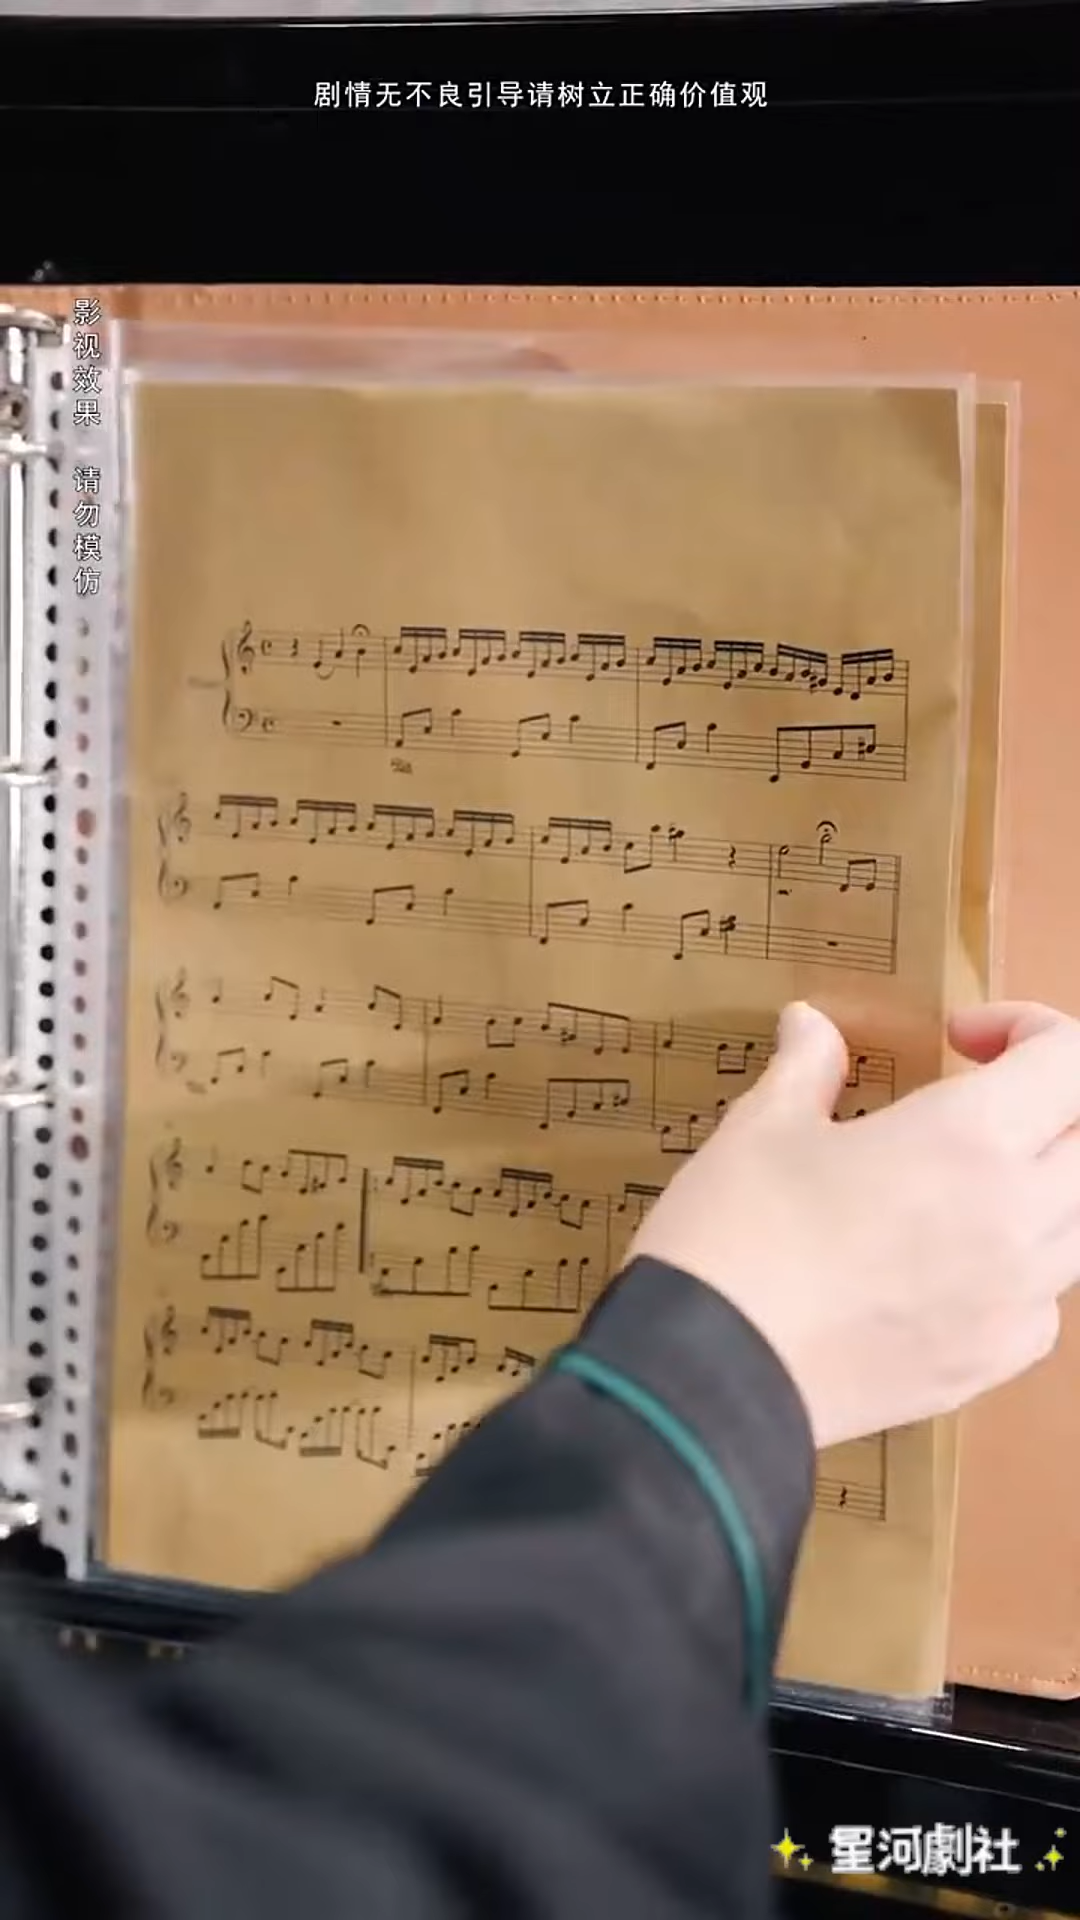 剧情无不良引导请树立正确价值观
影视效果 请勿模仿
星河劇社